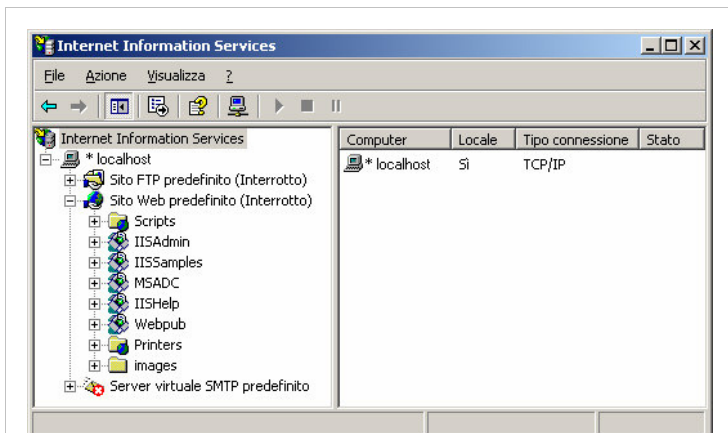 Internet Information Services
File Azione Visualizza ?
Internet Information Services
* localhost
Sito FTP predefinito (Interrotto)
Sito Web predefinito (Interrotto)
Scripts
IISAdmin
IISSamples
MSADC
IISHelp
Webpub
Printers
images
Server virtuale SMTP predefinito
Computer Locale Tipo connessione Stato
* localhost Sì TCP/IP